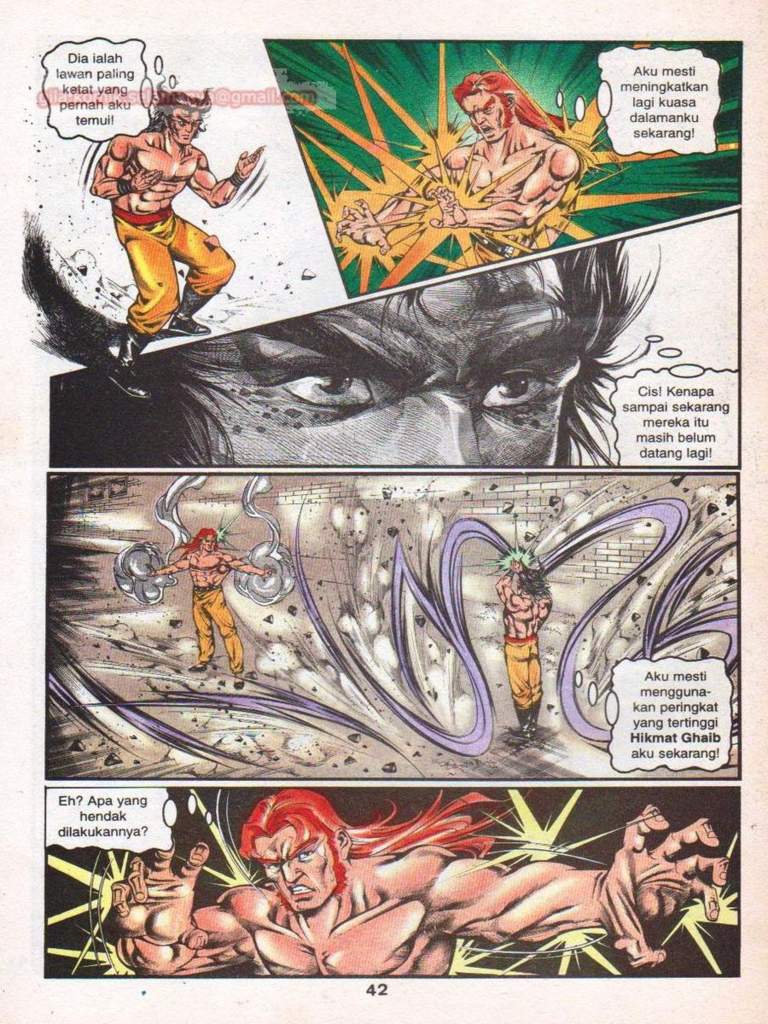 Dia ialah
lawan paling
ketat yang
pernah aku
temui!
Aku mesti
meningkatkan
lagi kuasa
dalamanku
sekarang!
Cis! Kenapa
sampai sekarang
mereka itu
masih belum
datang lagi!
Aku mesti
mengguna-
kan peringkat
yang tertinggi
Hikmat Ghaib
aku sekarang!
Eh? Apa yang
hendak
dilakukannya?
42